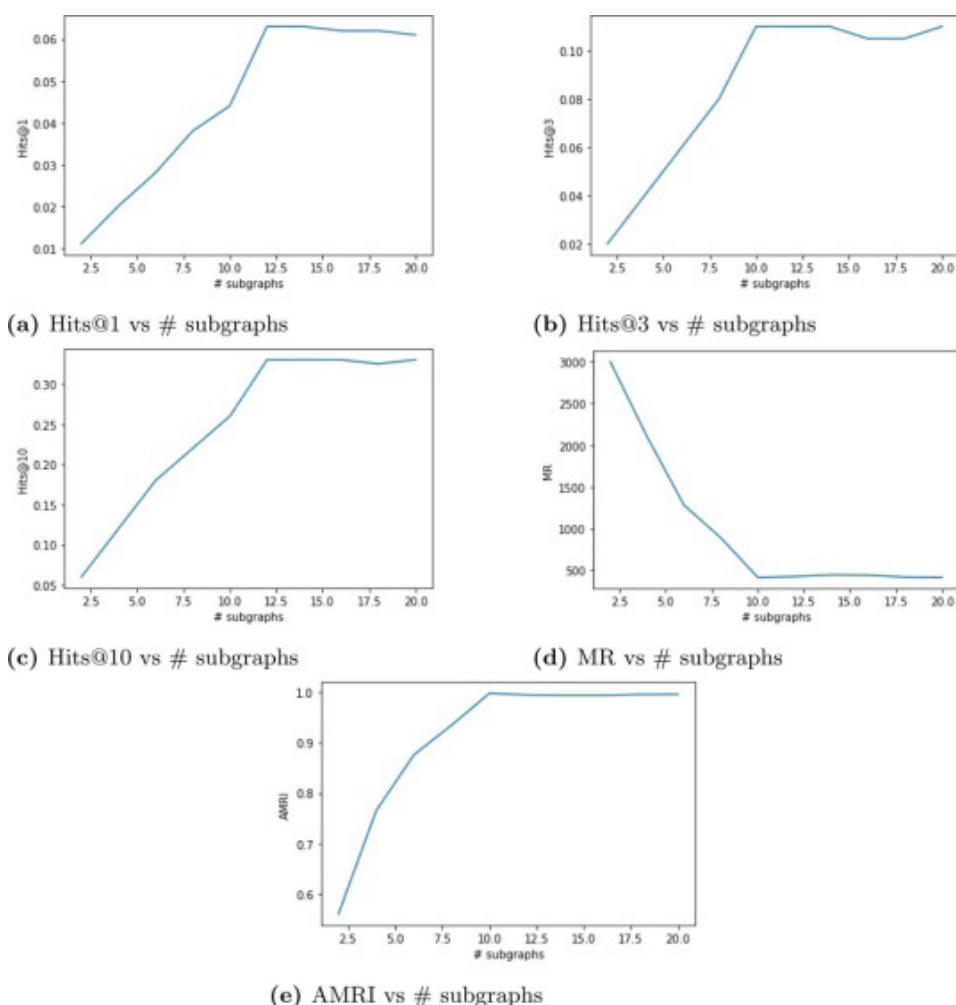 0.06
0.05
0.04
0.03
0.02
0.01
Hits@1
2.5 5.0 7.5 10.0 12.5 15.0 17.5 20.0
# subgraphs
(a) Hits@1 vs # subgraphs
0.10
0.08
0.06
0.04
0.02
Hits@3
2.5 5.0 7.5 10.0 12.5 15.0 17.5 20.0
# subgraphs
(b) Hits@3 vs # subgraphs
0.30
0.25
0.20
0.15
0.10
0.05
Hits@10
2.5 5.0 7.5 10.0 12.5 15.0 17.5 20.0
# subgraphs
(c) Hits@10 vs # subgraphs
3000
2500
2000
1500
1000
500
MR
2.5 5.0 7.5 10.0 12.5 15.0 17.5 20.0
# subgraphs
(d) MR vs # subgraphs
1.0
0.9
0.8
0.7
0.6
AMRI
2.5 5.0 7.5 10.0 12.5 15.0 17.5 20.0
# subgraphs
(e) AMRI vs # subgraphs